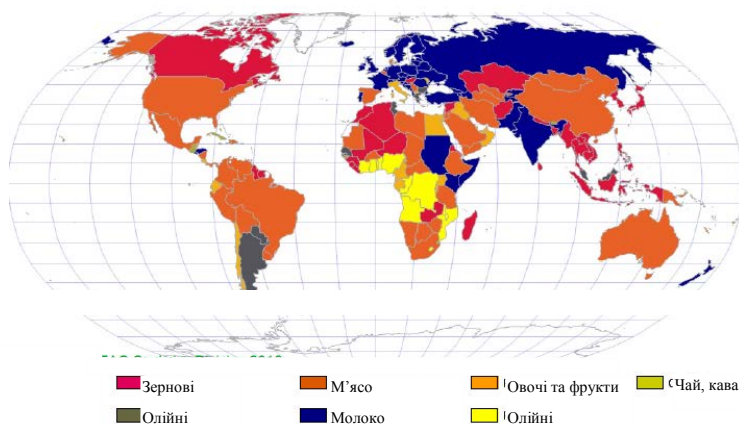 Зернові М’ясо Овочі та фрукти Чай, кава
Олійні Молоко Олійні